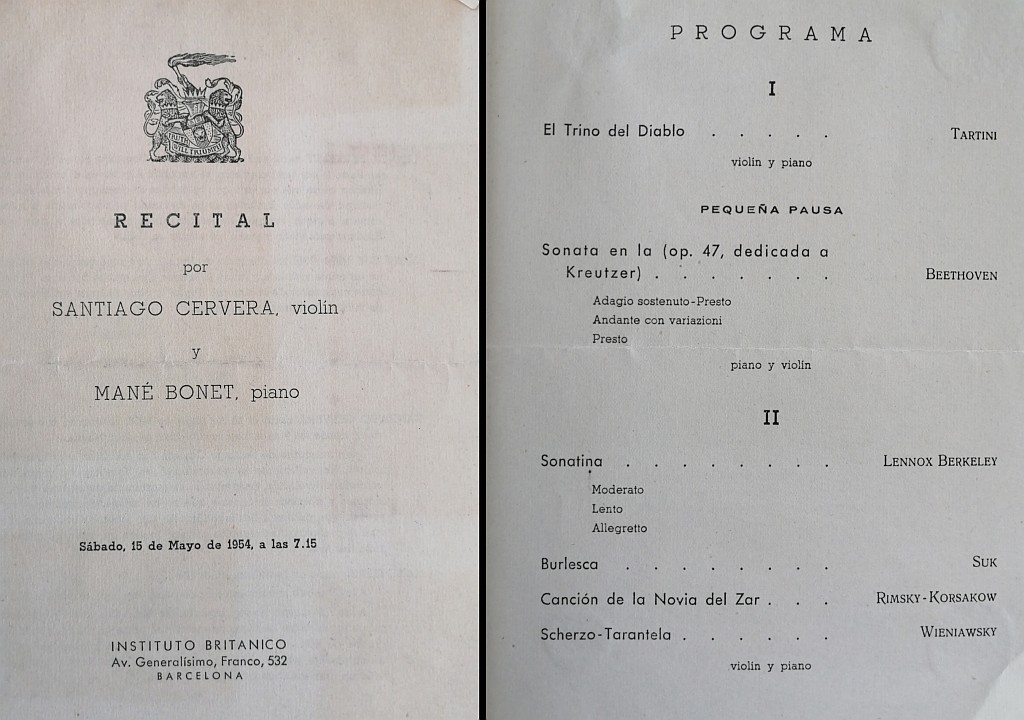 RECITAL
por
SANTIAGO CERVERA, violín
y
MANÉ BONET, piano
Sábado, 15 de Mayo de 1954, a las 7.15
INSTITUTO BRITANICO
Av. Generalísimo, Franco, 532
BARCELONA
PROGRAMA
I
El Trino del Diablo . . . . . TARTINI
violín y piano
PEQUEÑA PAUSA
Sonata en la (op. 47, dedicada a
Kreutzer) . . . . . . . BEETHOVEN
Adagio sostenuto-Presto
Andante con variazioni
Presto
piano y violín
II
Sonatina . . . . . . . . LENNOX BERKELEY
Moderato
Lento
Allegretto
Burlesca . . . . . . . . SUK
Canción de la Novia del Zar . . . RIMSKY-KORSAKOW
Scherzo-Tarantela . . . . . . WIENIAWSKY
violín y piano